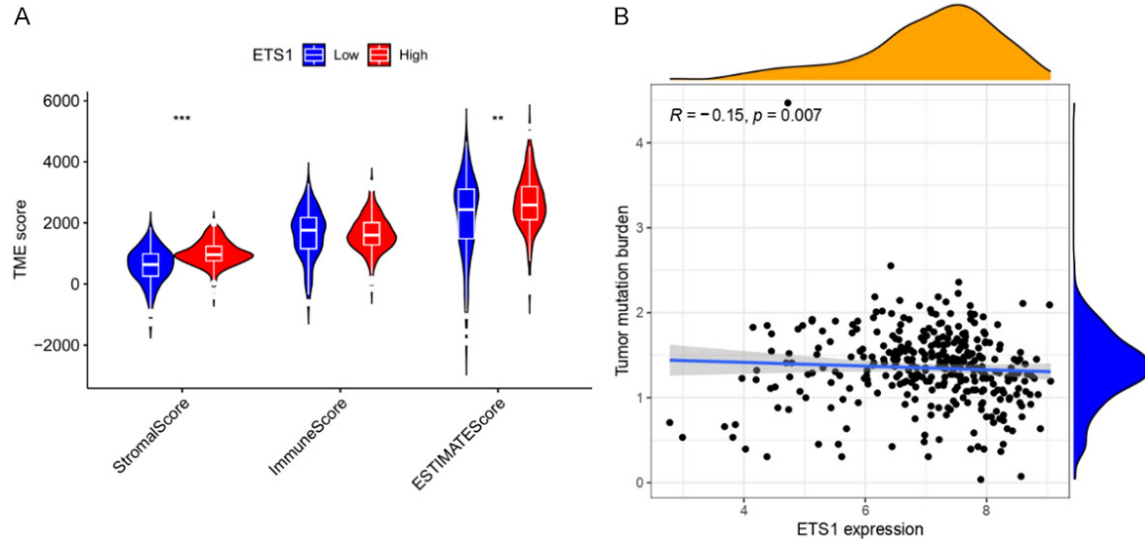 A
ETS1 Low High
TME score
6000
4000
2000
0
−2000
***
**
StromalScore
ImmuneScore
ESTIMATEScore
B
R = −0.15, p = 0.007
Tumor mutation burden
4
3
2
1
0
4 6 8
ETS1 expression